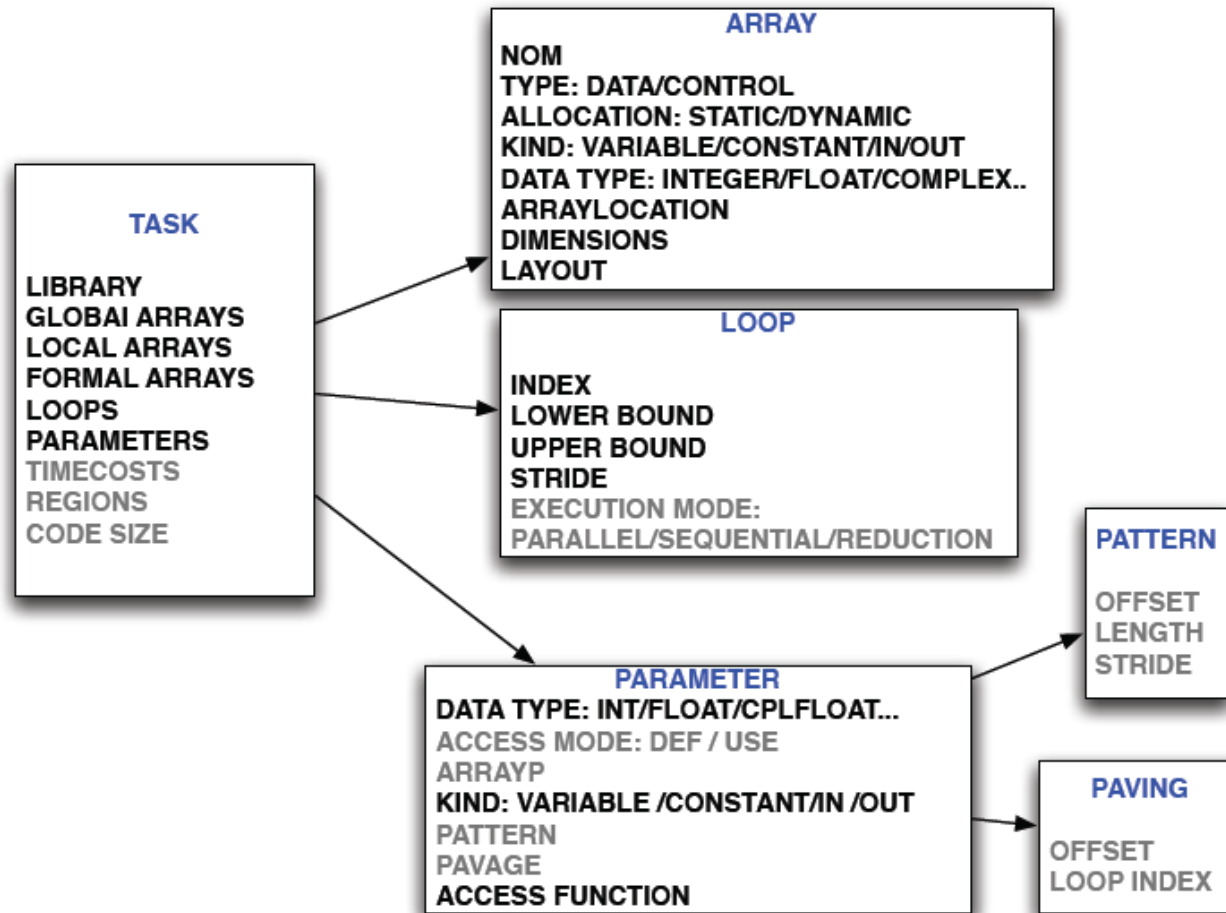 TASK
LIBRARY
GLOBAl ARRAYS
LOCAL ARRAYS
FORMAL ARRAYS
LOOPS
PARAMETERS
TIMECOSTS
REGIONS
CODE SIZE
ARRAY
NOM
TYPE: DATA/CONTROL
ALLOCATION: STATIC/DYNAMIC
KIND: VARIABLE/CONSTANT/IN/OUT
DATA TYPE: INTEGER/FLOAT/COMPLEX..
ARRAYLOCATION
DIMENSIONS
LAYOUT
LOOP
INDEX
LOWER BOUND
UPPER BOUND
STRIDE
EXECUTION MODE:
PARALLEL/SEQUENTIAL/REDUCTION
PARAMETER
DATA TYPE: INT/FLOAT/CPLFLOAT...
ACCESS MODE: DEF / USE
ARRAYP
KIND: VARIABLE /CONSTANT/IN /OUT
PATTERN
PAVAGE
ACCESS FUNCTION
PATTERN
OFFSET
LENGTH
STRIDE
PAVING
OFFSET
LOOP INDEX